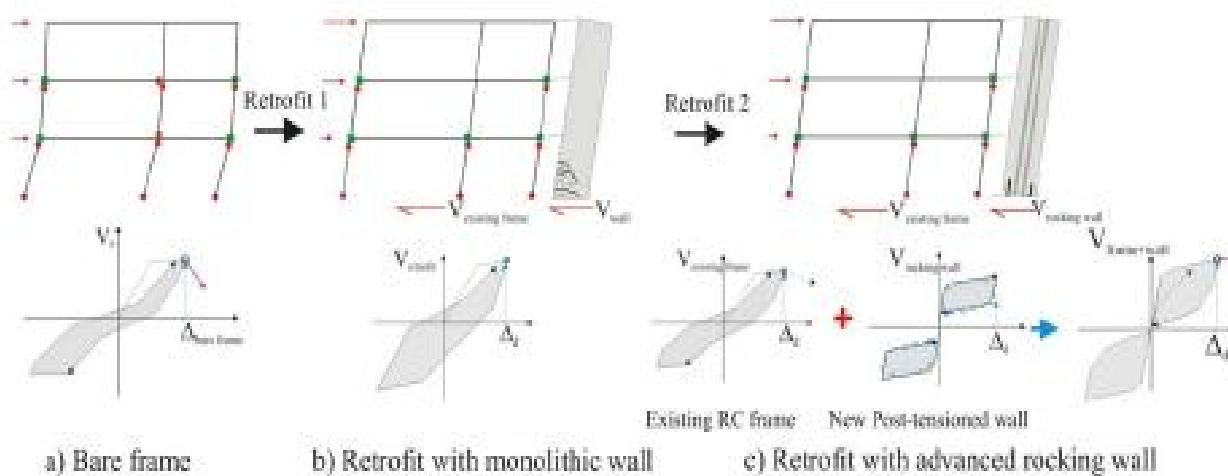 Retrofit 1
Retrofit 2
V existing frame
V wall
V existing frame
V rocking wall
V
Δ bare frame
V
Δ
V existing frame
Δ
V rocking wall
Δ
V frame+wall
Δ
Existing RC frame
New Post-tensioned wall
a) Bare frame
b) Retrofit with monolithic wall
c) Retrofit with advanced rocking wall